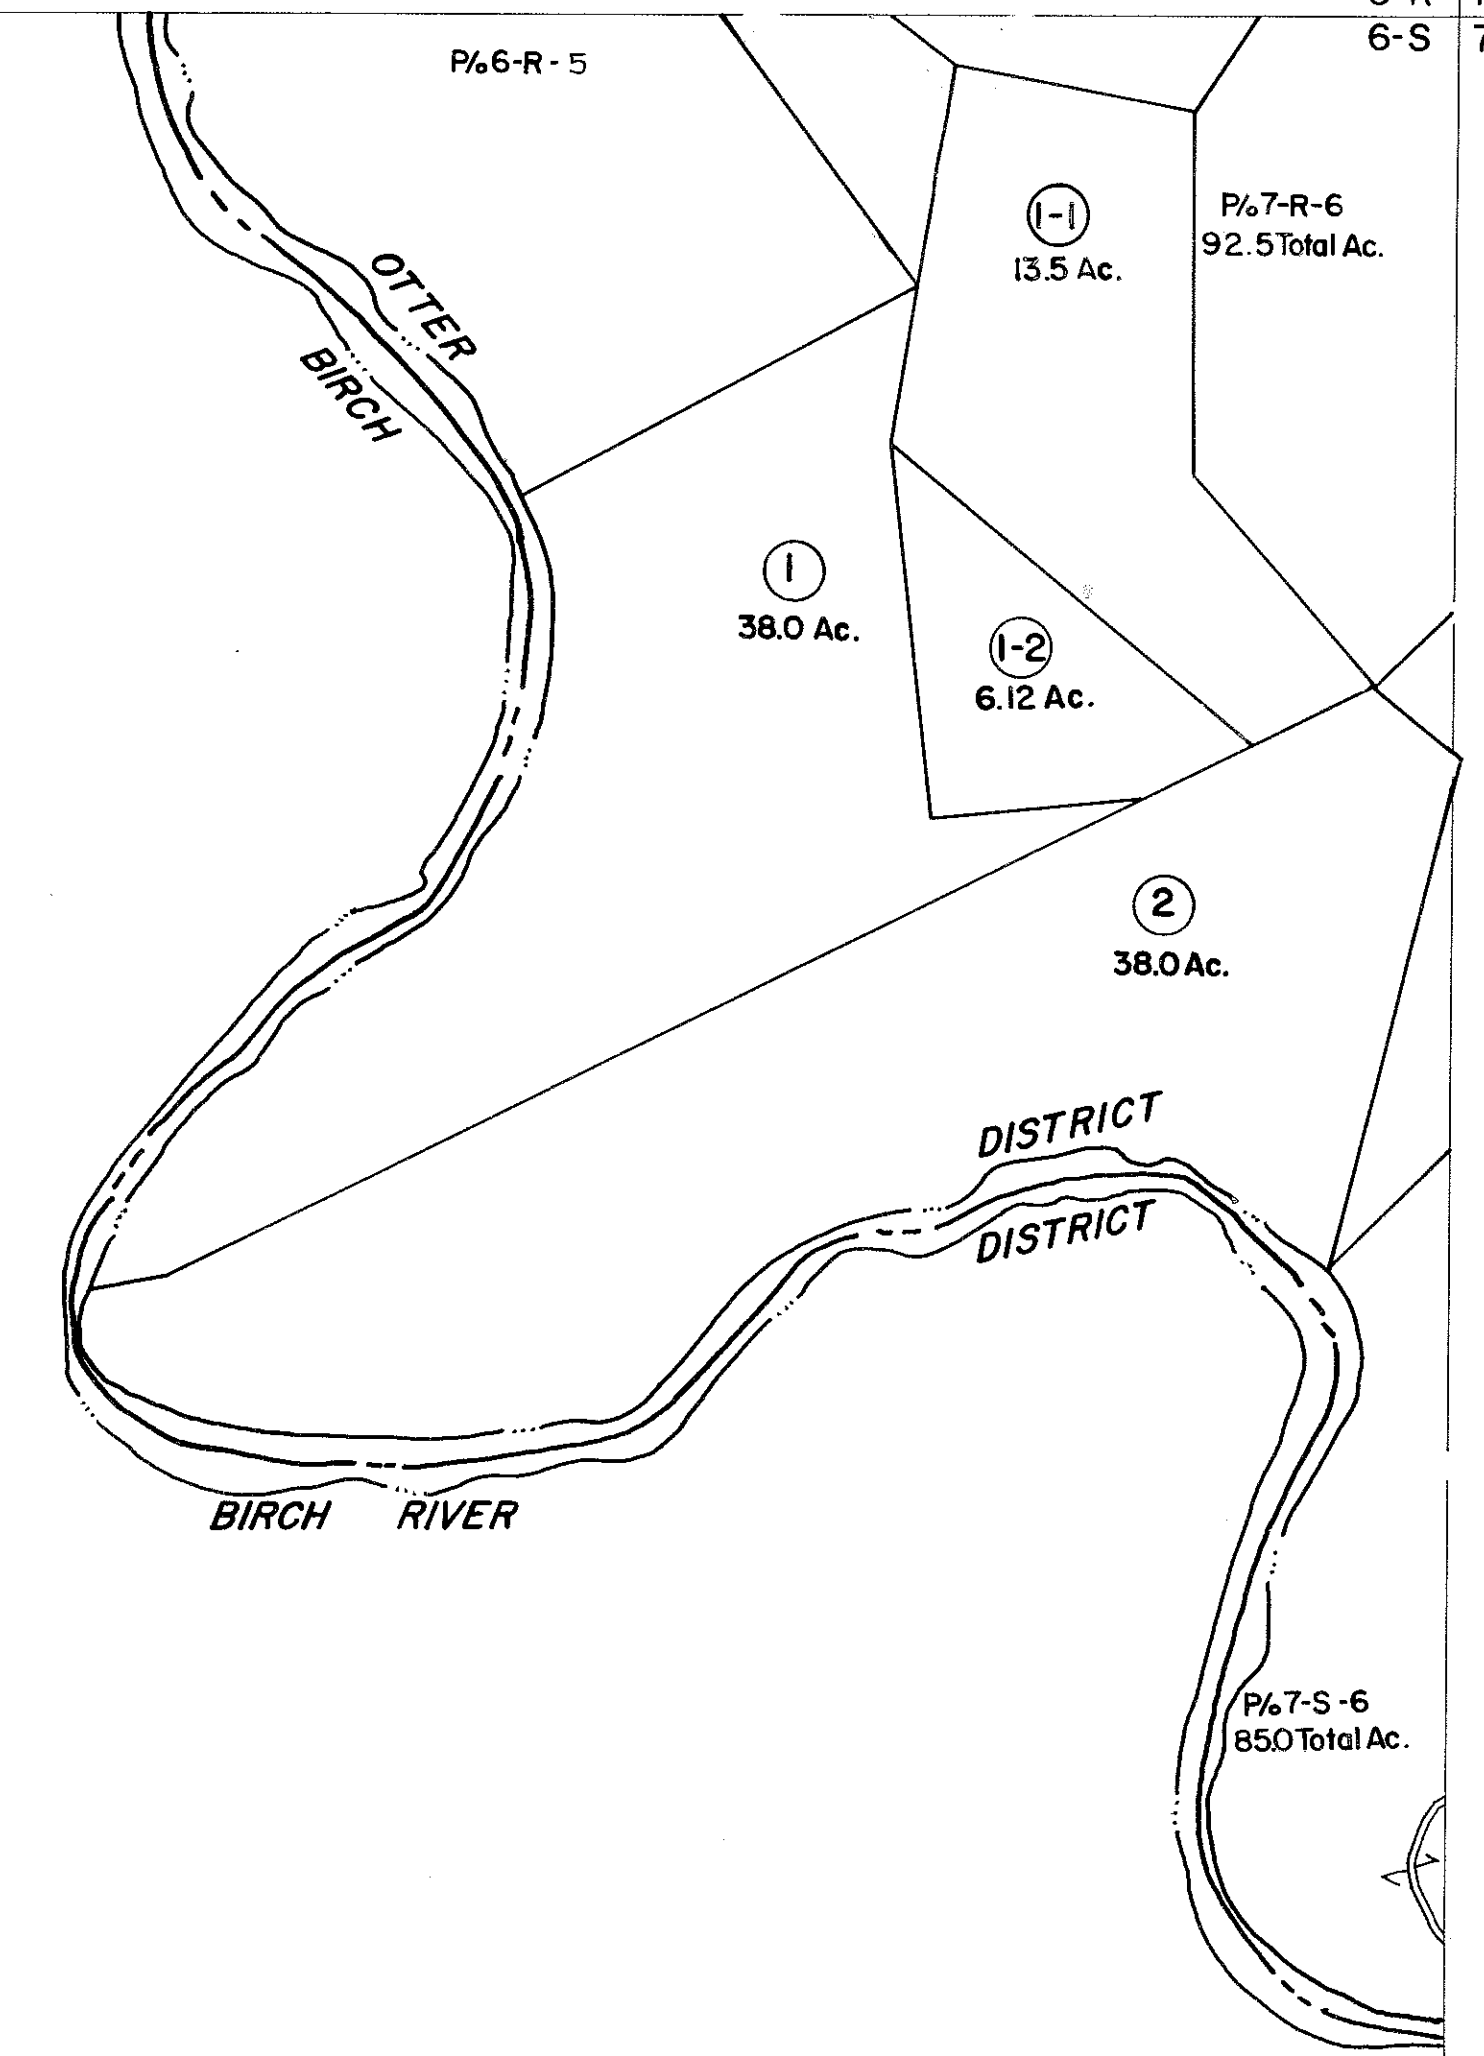 6-S
P/o 6-R-5
1-1
13.5 Ac.
P/o 7-R-6
92.5 Total Ac.
OTTER
BIRCH
1
38.0 Ac.
1-2
6.12 Ac.
2
38.0 Ac.
DISTRICT
DISTRICT
BIRCH RIVER
P/o 7-S-6
85.0 Total Ac.